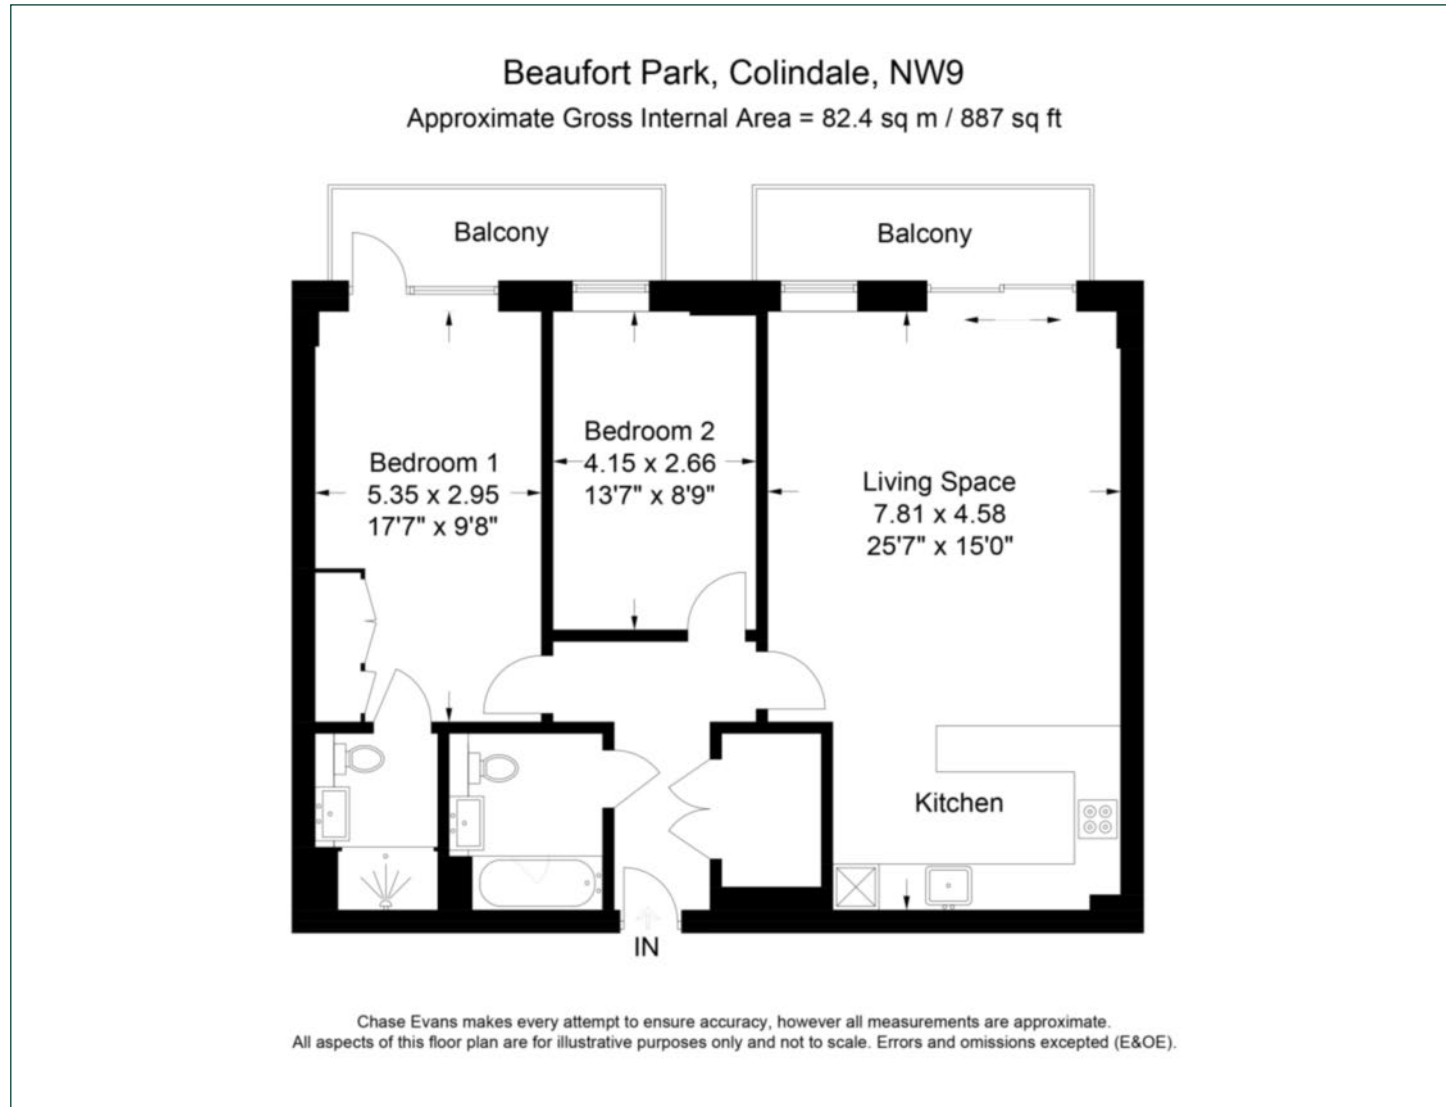 Beaufort Park, Colindale, NW9
Approximate Gross Internal Area = 82.4 sq m / 887 sq ft
Balcony
Balcony
Bedroom 1
5.35 x 2.95
17'7" x 9'8"
Bedroom 2
4.15 x 2.66
13'7" x 8'9"
Living Space
7.81 x 4.58
25'7" x 15'0"
Kitchen
IN
Chase Evans makes every attempt to ensure accuracy, however all measurements are approximate.
All aspects of this floor plan are for illustrative purposes only and not to scale. Errors and omissions excepted (E&OE).